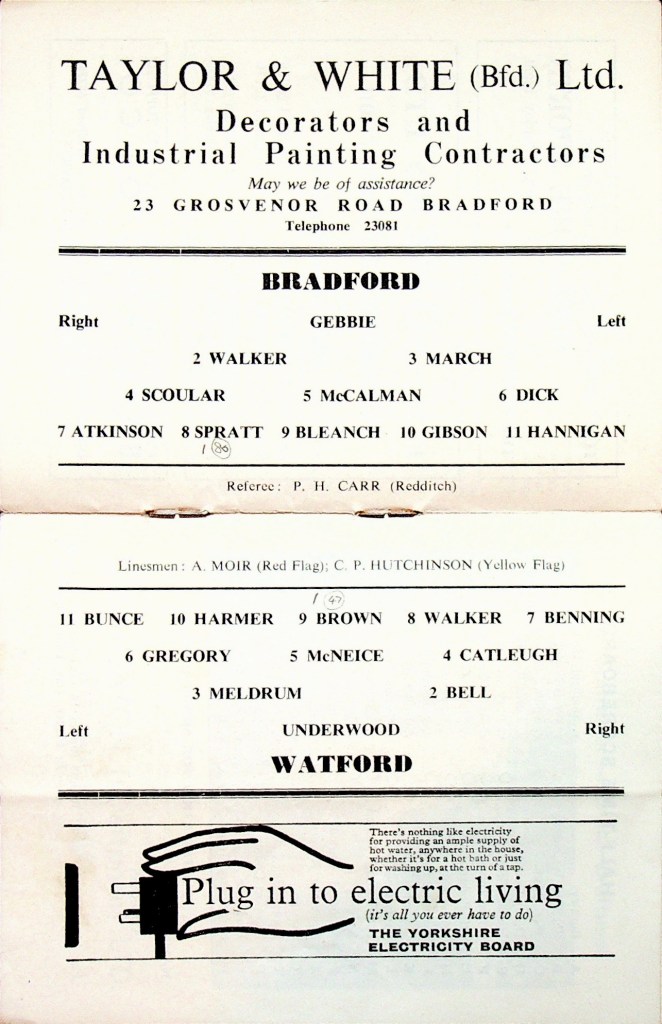 TAYLOR & WHITE (Bfd.) Ltd.
Decorators and
Industrial Painting Contractors
May we be of assistance?
23 GROSVENOR ROAD BRADFORD
Telephone 23081
BRADFORD
Right GEBBIE Left
2 WALKER 3 MARCH
4 SCOULAR 5 McCALMAN 6 DICK
7 ATKINSON 8 SPRATT 9 BLEANCH 10 GIBSON 11 HANNIGAN
1 86
Referee: P. H. CARR (Redditch)
Linesmen: A. MOIR (Red Flag); C. P. HUTCHINSON (Yellow Flag)
1 47
11 BUNCE 10 HARMER 9 BROWN 8 WALKER 7 BENNING
6 GREGORY 5 McNEICE 4 CATLEUGH
3 MELDRUM 2 BELL
Left UNDERWOOD Right
WATFORD
There's nothing like electricity
for providing an ample supply of
hot water, anywhere in the house,
whether it's for a hot bath or just
for washing up, at the turn of a tap.
Plug in to electric living
(it's all you ever have to do)
THE YORKSHIRE
ELECTRICITY BOARD